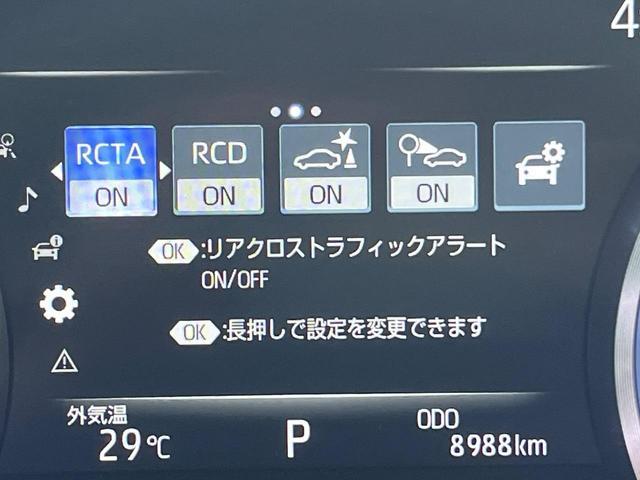 4
RCTA RCD
ON ON ON ON
OK :リアクロストラフィックアラート
ON/OFF
OK :長押しで設定を変更できます
外気温 ODO
29℃ P 8988km